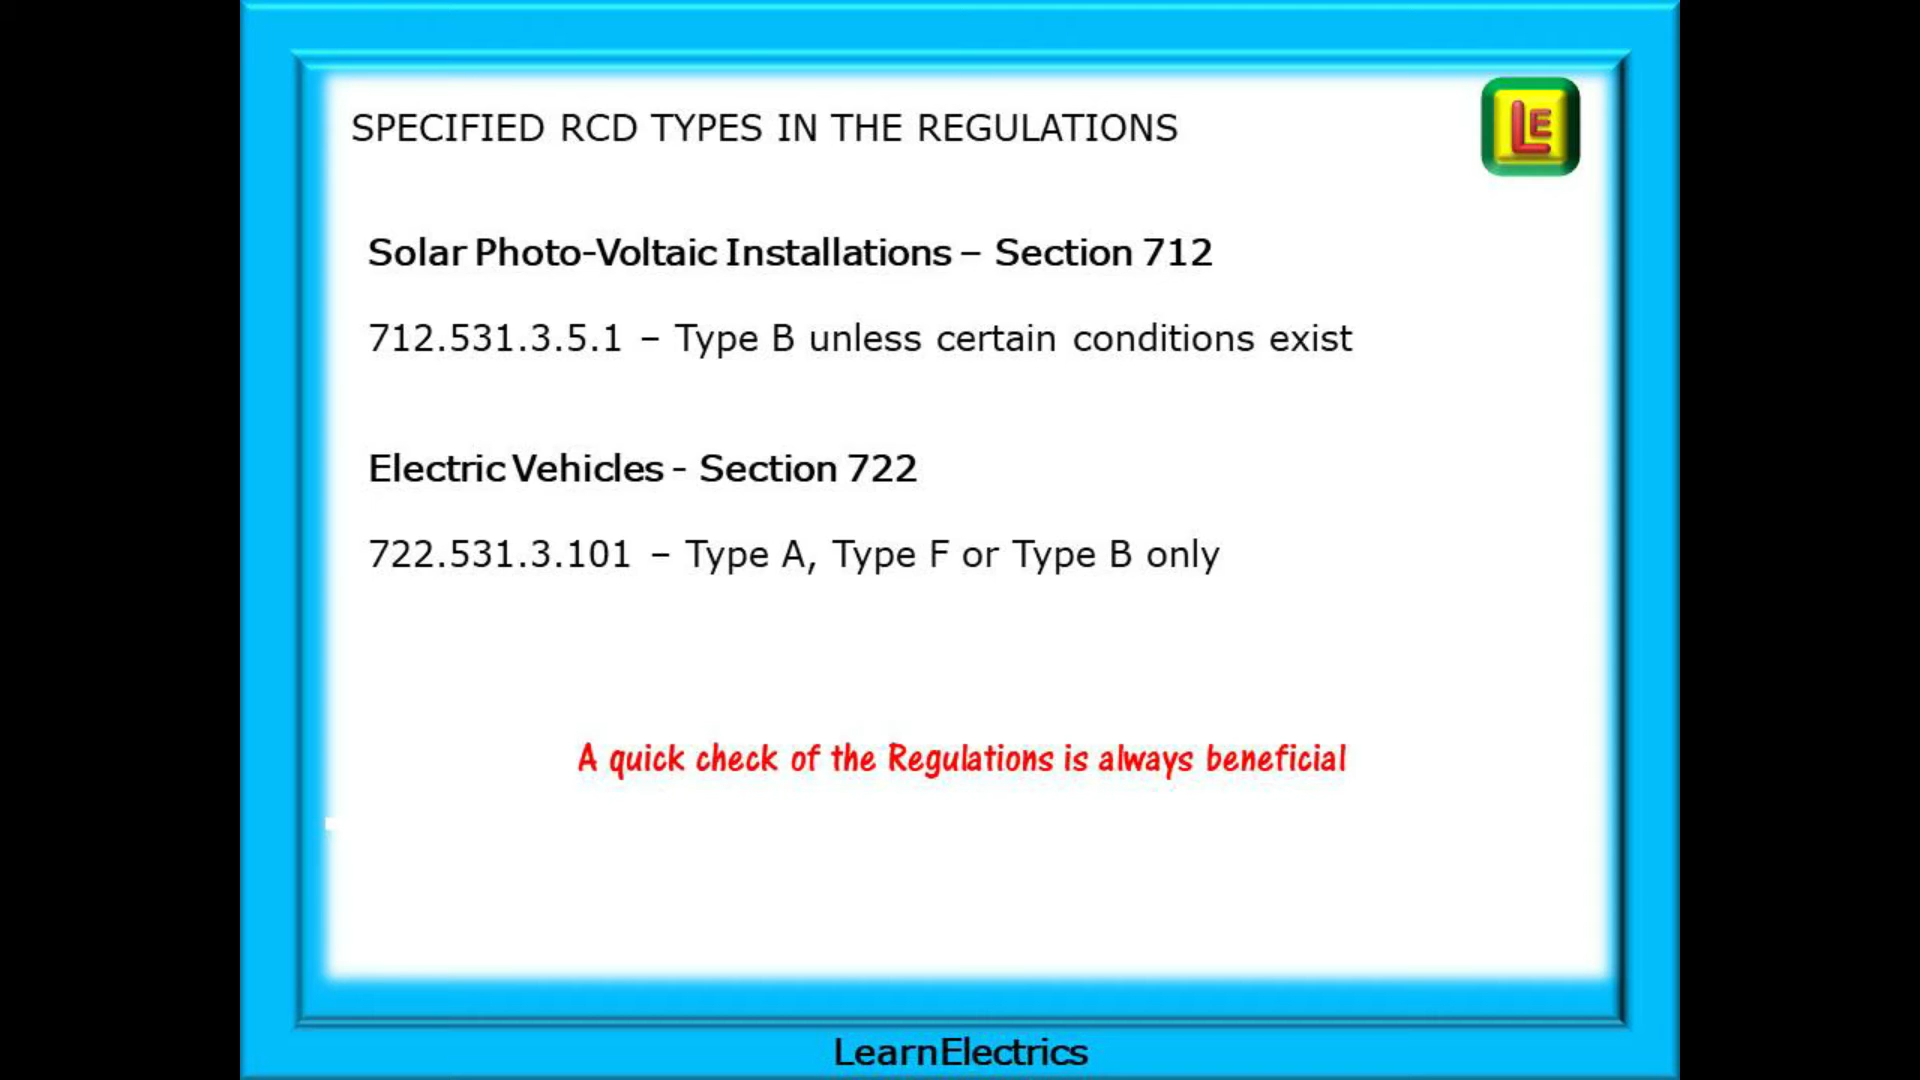 SPECIFIED RCD TYPES IN THE REGULATIONS
LE
Solar Photo-Voltaic Installations – Section 712
712.531.3.5.1 – Type B unless certain conditions exist
Electric Vehicles - Section 722
722.531.3.101 – Type A, Type F or Type B only
A quick check of the Regulations is always beneficial
LearnElectrics